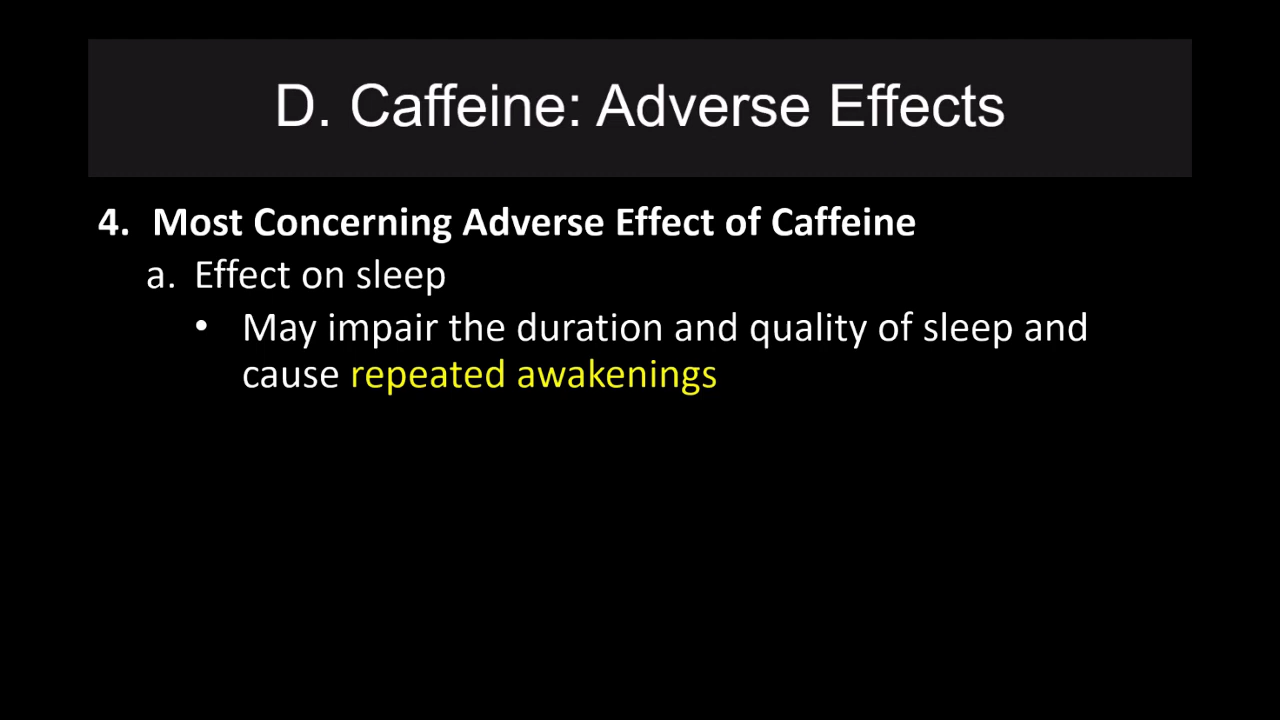 D. Caffeine: Adverse Effects
4. Most Concerning Adverse Effect of Caffeine
a. Effect on sleep
• May impair the duration and quality of sleep and
cause repeated awakenings